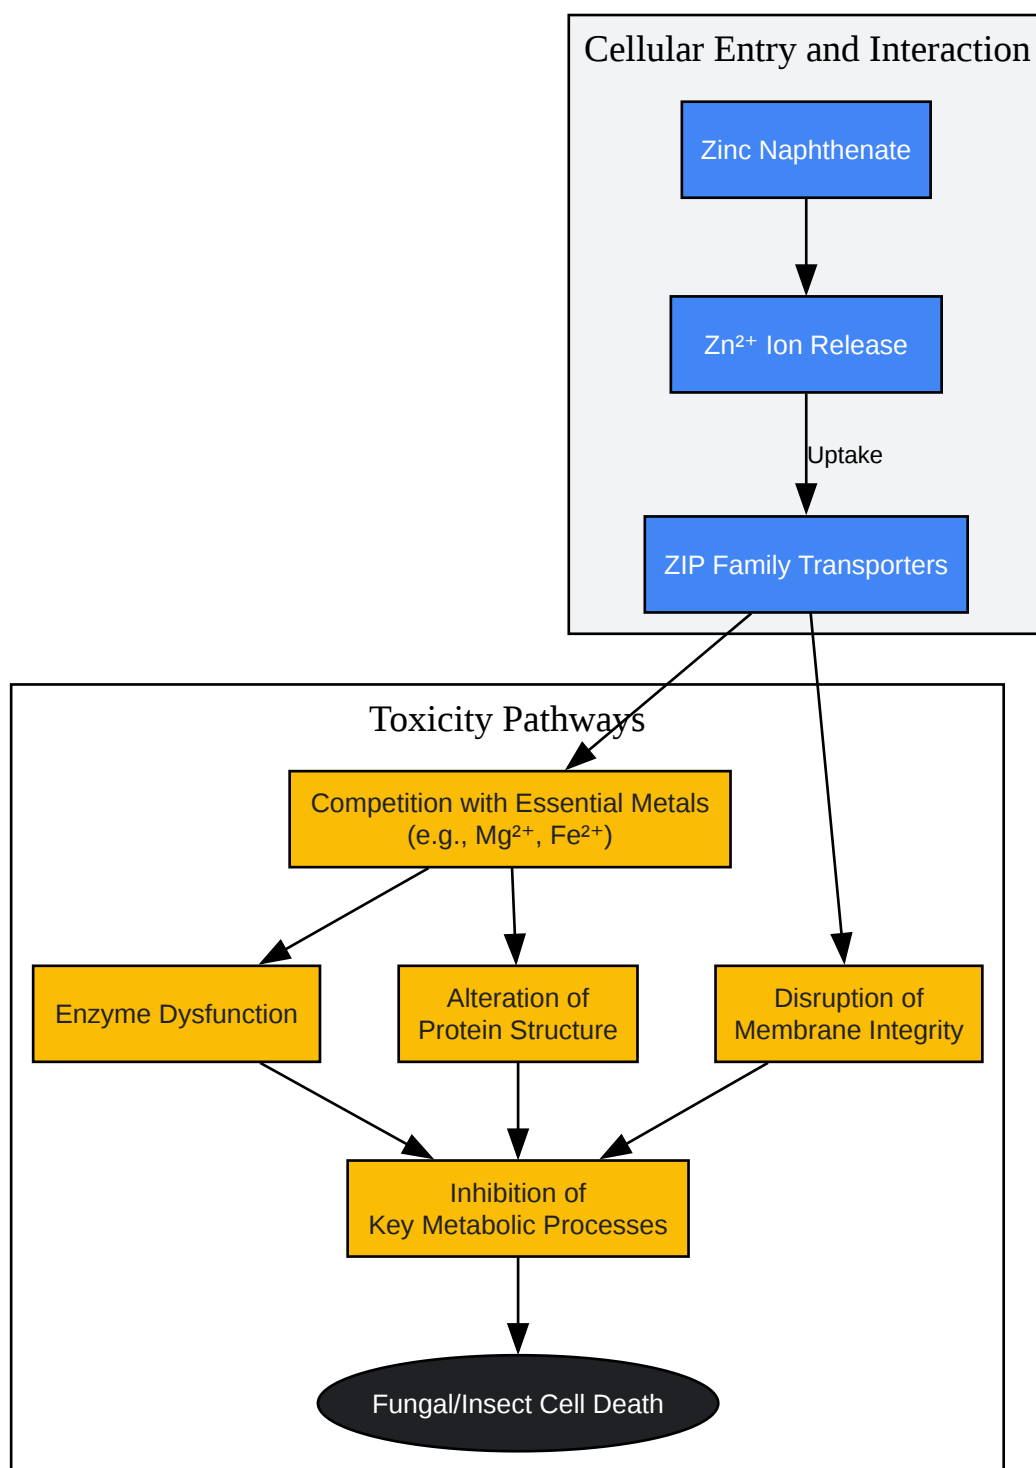 Cellular Entry and Interaction
Zinc Naphthenate
Zn²⁺ Ion Release
Uptake
ZIP Family Transporters
Toxicity Pathways
Competition with Essential Metals
(e.g., Mg²⁺, Fe²⁺)
Enzyme Dysfunction
Alteration of
Protein Structure
Disruption of
Membrane Integrity
Inhibition of
Key Metabolic Processes
Fungal/Insect Cell Death